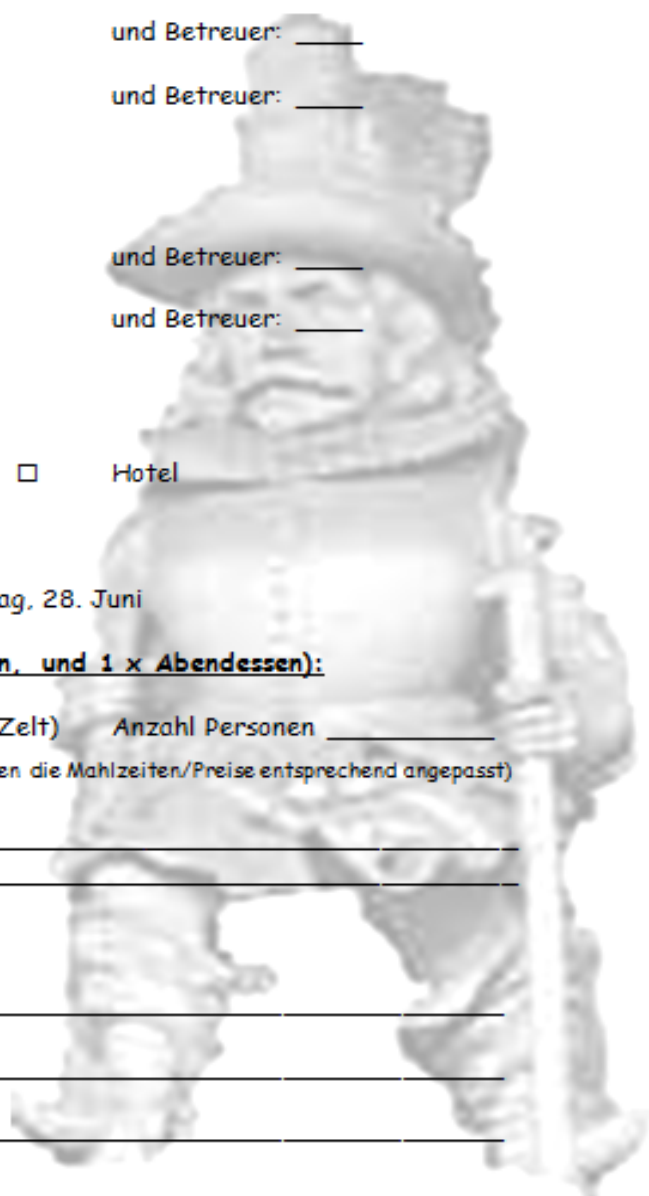 und Betreuer: ____
und Betreuer: ____
und Betreuer: ____
und Betreuer: ____
☐ Hotel
ag, 28. Juni
n, und 1 x Abendessen):
Zelt) Anzahl Personen __________
en die Mahlzeiten/Preise entsprechend angepasst)